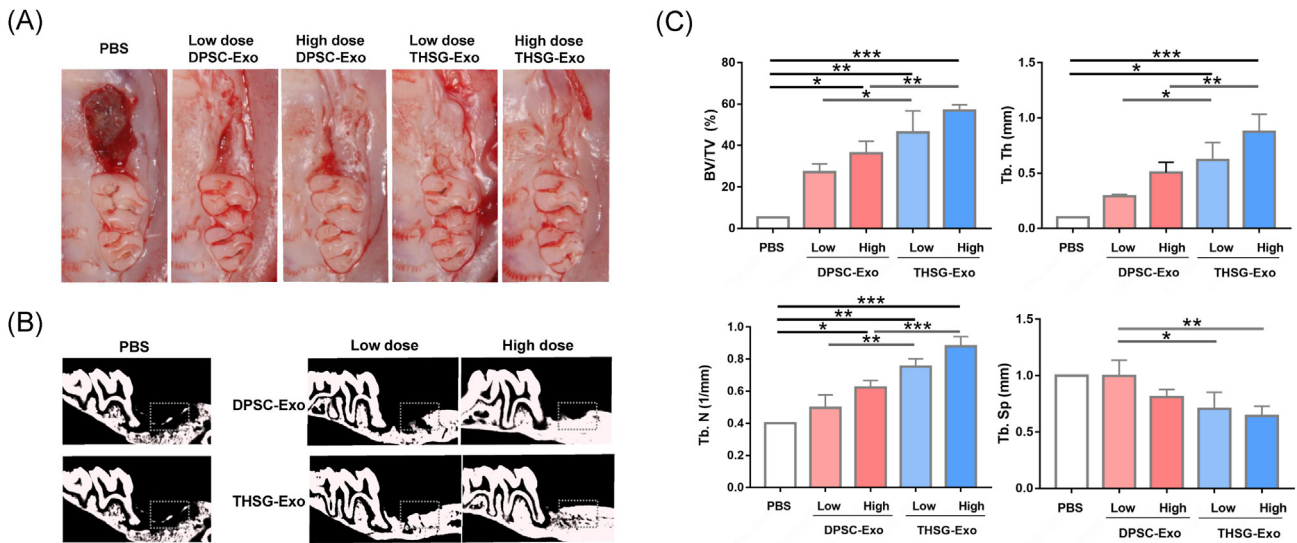 (A)
PBS
Low dose
DPSC-Exo
High dose
DPSC-Exo
Low dose
THSG-Exo
High dose
THSG-Exo
(B)
PBS
Low dose
High dose
DPSC-Exo
THSG-Exo
(C)
***
**
*
**
*
BV/TV (%)
80
60
40
20
0
PBS
Low
High
Low
High
DPSC-Exo
THSG-Exo
***
*
**
*
Tb. Th (mm)
1.5
1.0
0.5
0.0
PBS
Low
High
Low
High
DPSC-Exo
THSG-Exo
***
**
*
***
**
Tb. N (1/mm)
1.0
0.8
0.6
0.4
0.2
0.0
PBS
Low
High
Low
High
DPSC-Exo
THSG-Exo
**
*
Tb. Sp (mm)
1.5
1.0
0.5
0.0
PBS
Low
High
Low
High
DPSC-Exo
THSG-Exo